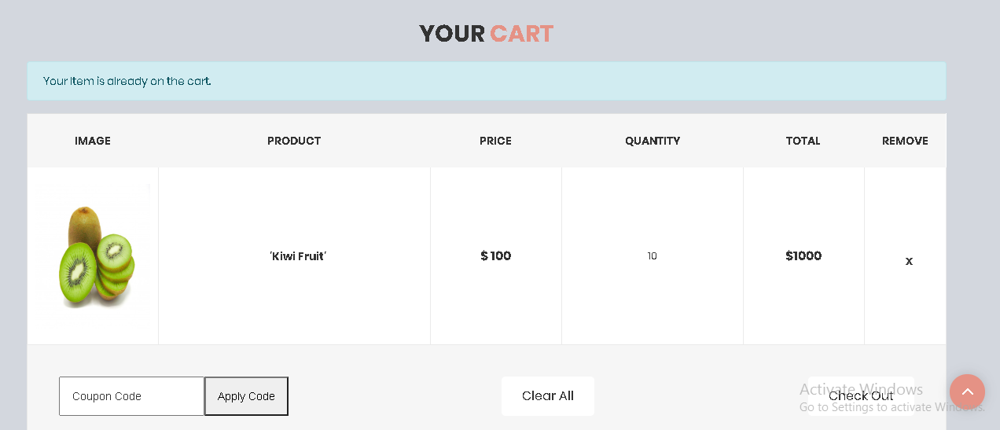 YOUR CART
Your Item is already on the cart.
IMAGE PRODUCT PRICE QUANTITY TOTAL REMOVE
'Kiwi Fruit' $ 100 10 $1000 x
Coupon Code Apply Code Clear All Check Out
Activate Windows
Go to Settings to activate Windows.